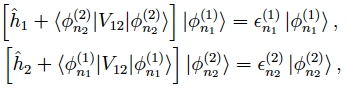 [ĥ₁ + ⟨ϕ_{n₂}^{(2)}|V₁₂|ϕ_{n₂}^{(2)}⟩] |ϕ_{n₁}^{(1)}⟩ = ϵ_{n₁}^{(1)} |ϕ_{n₁}^{(1)}⟩ ,
[ĥ₂ + ⟨ϕ_{n₁}^{(1)}|V₁₂|ϕ_{n₁}^{(1)}⟩] |ϕ_{n₂}^{(2)}⟩ = ϵ_{n₂}^{(2)} |ϕ_{n₂}^{(2)}⟩ ,